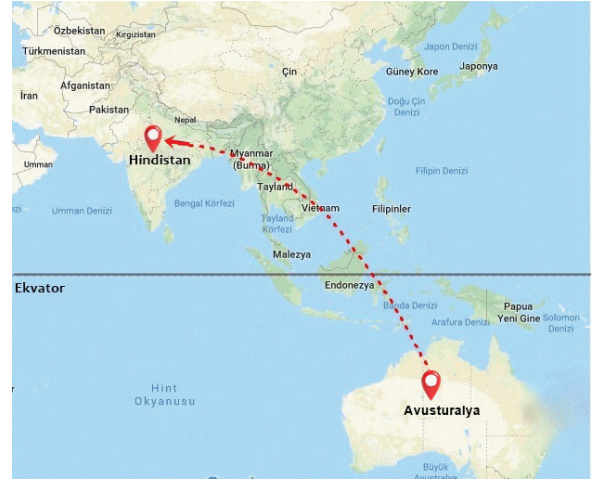 Özbekistan
Kırgızistan
Türkmenistan
Japon Denizi
Çin
Güney Kore
Japonya
Afganistan
İran
Pakistan
Doğu Çin
Denizi
Nepal
Hindistan
Myanmar
(Burma)
Umman
Tayland
Filipin Denizi
Umman Denizi
Bengal Körfezi
Vietnam
Filipinler
Tayland
Körfezi
Malezya
Ekvator
Endonezya
Banda Denizi
Papua
Yeni Gine
Solomon
Denizi
Arafura Denizi
Hint
Okyanusu
Avusturalya
Büyük
Avustralya